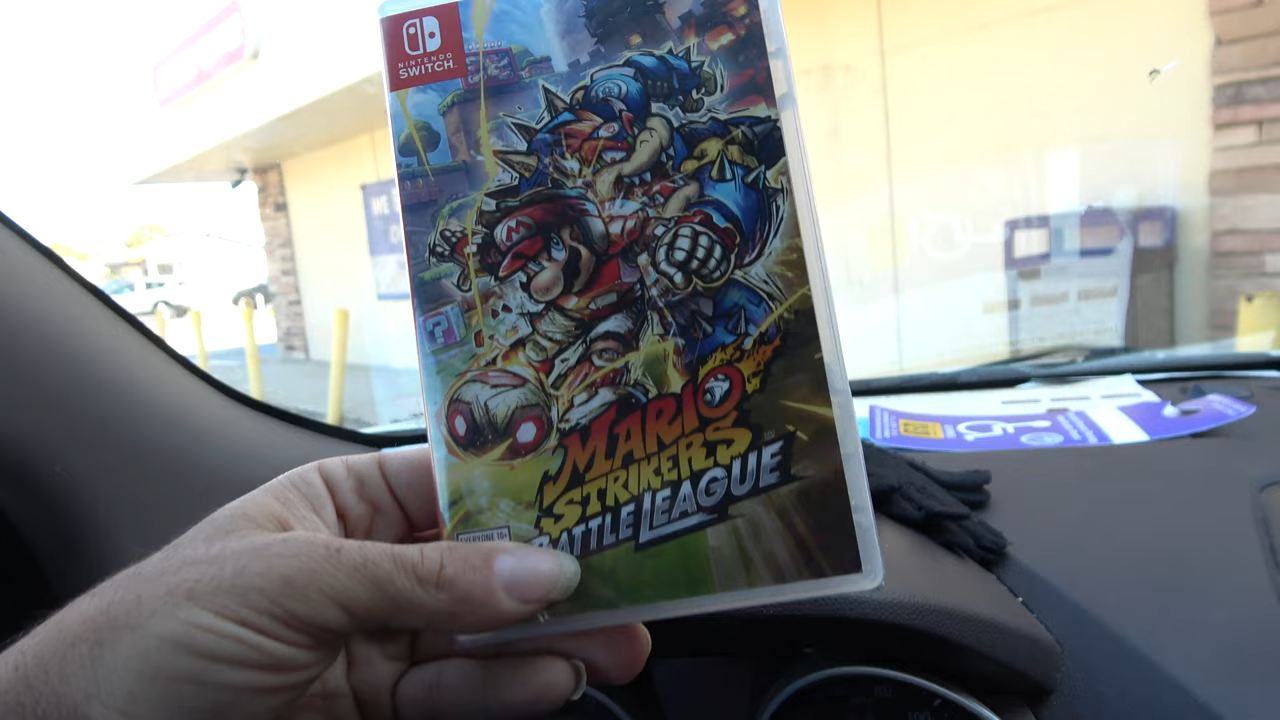 NINTENDO
SWITCH
M
?
MARIO
STRIKERS
BATTLE LEAGUE
EVERYONE 10+